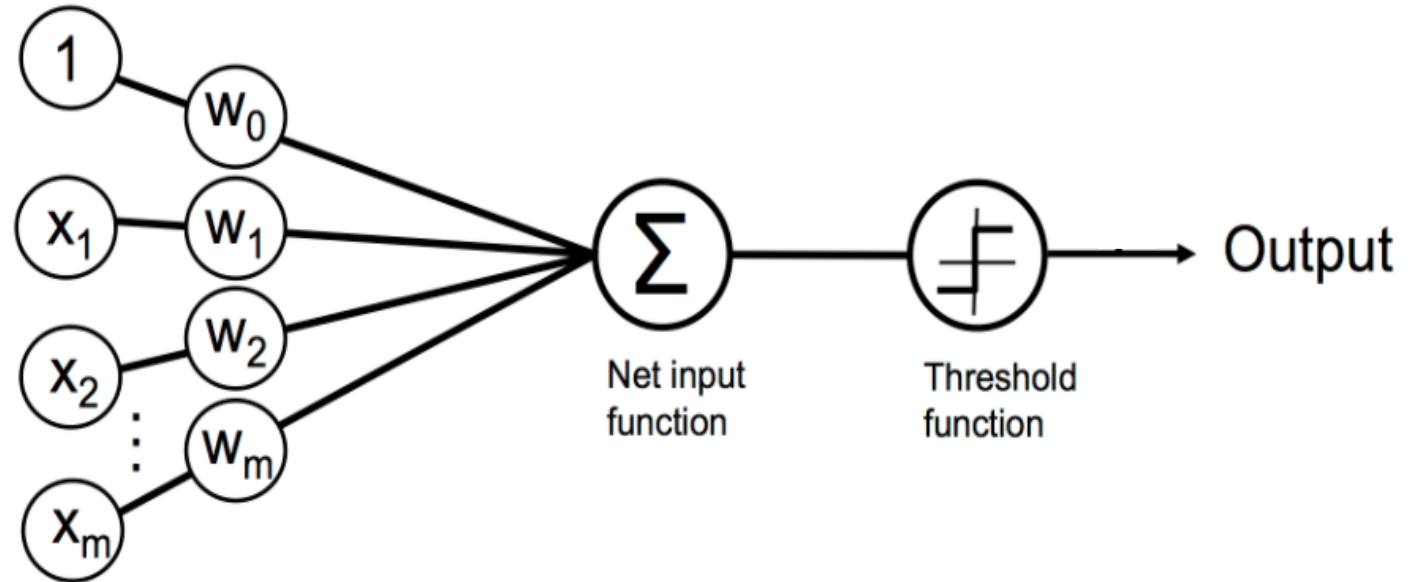 1
w₀
x₁
w₁
x₂
w₂
⋮
xₘ
wₘ
Σ
Net input
function
Threshold
function
Output